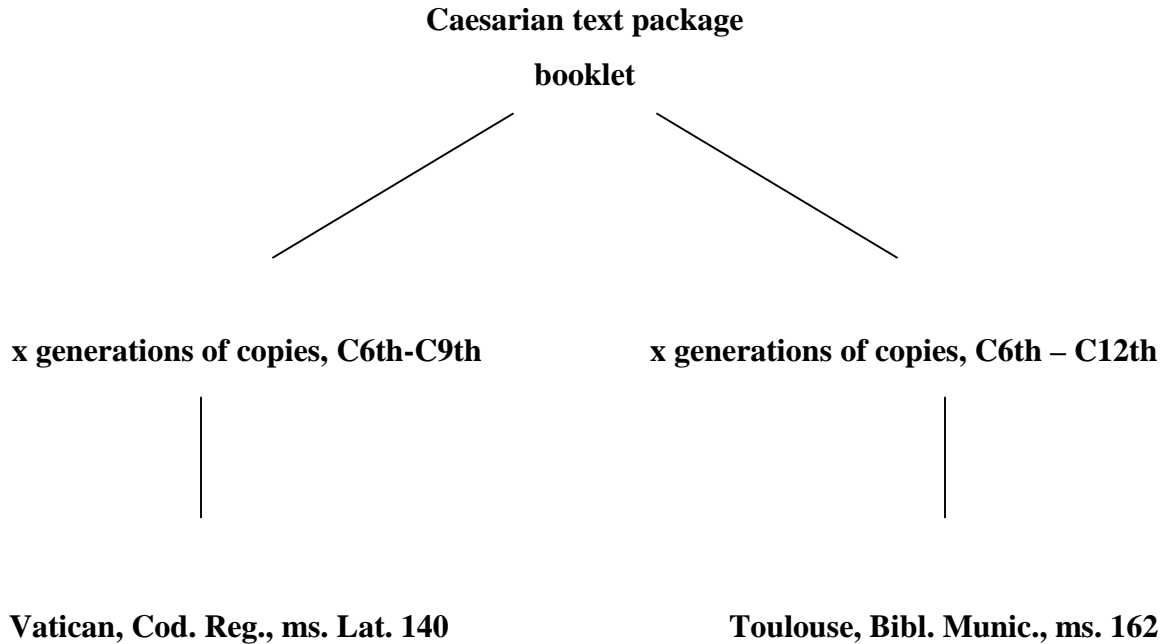 Caesarian text package
booklet
x generations of copies, C6th-C9th
x generations of copies, C6th – C12th
Vatican, Cod. Reg., ms. Lat. 140
Toulouse, Bibl. Munic., ms. 162